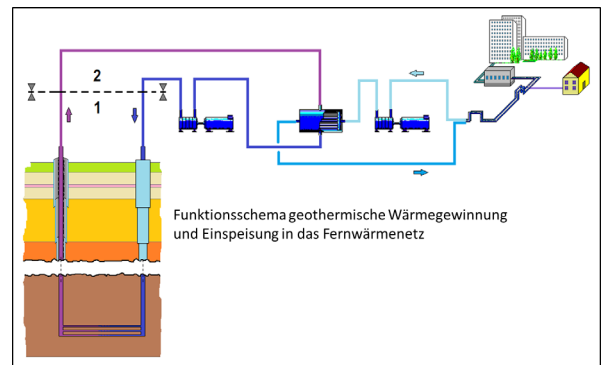 2
1
Funktionsschema geothermische Wärmegewinnung
und Einspeisung in das Fernwärmenetz